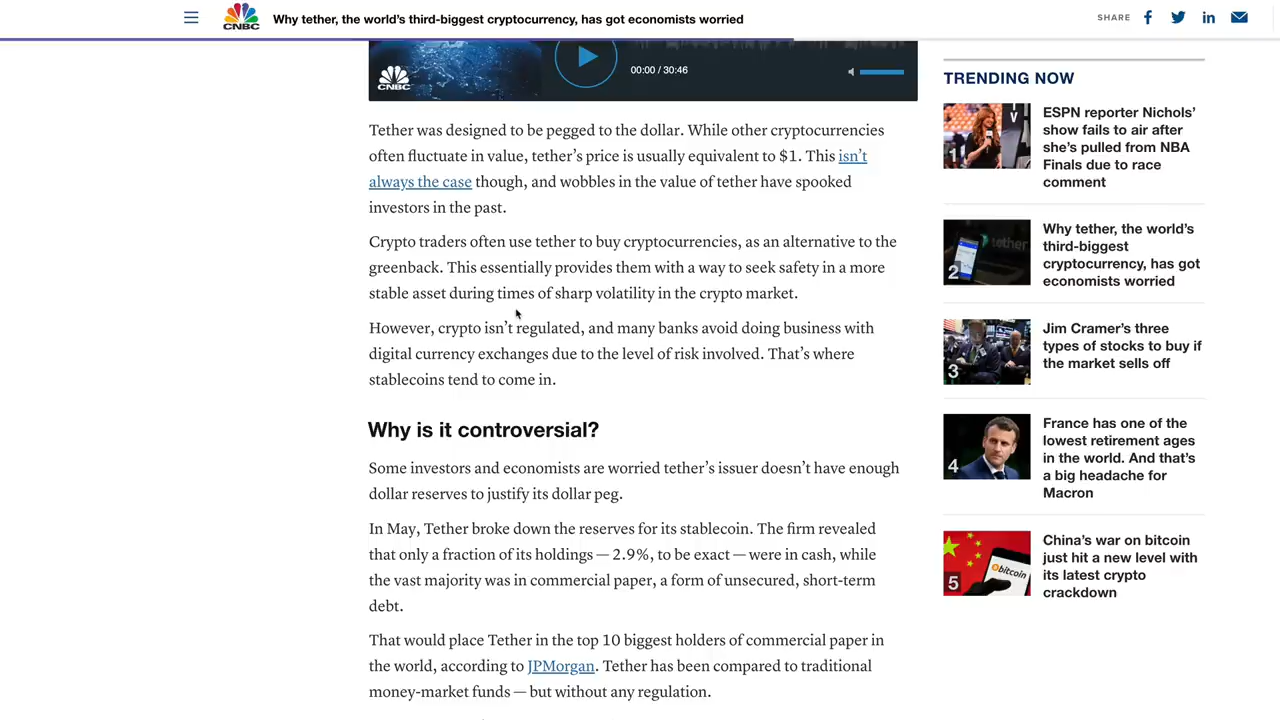 CNBC
Why tether, the world's third-biggest cryptocurrency, has got economists worried
SHARE
CNBC
00:00 / 30:46
Tether was designed to be pegged to the dollar. While other cryptocurrencies
often fluctuate in value, tether's price is usually equivalent to $1. This isn't
always the case though, and wobbles in the value of tether have spooked
investors in the past.
Crypto traders often use tether to buy cryptocurrencies, as an alternative to the
greenback. This essentially provides them with a way to seek safety in a more
stable asset during times of sharp volatility in the crypto market.
However, crypto isn't regulated, and many banks avoid doing business with
digital currency exchanges due to the level of risk involved. That's where
stablecoins tend to come in.
Why is it controversial?
Some investors and economists are worried tether's issuer doesn't have enough
dollar reserves to justify its dollar peg.
In May, Tether broke down the reserves for its stablecoin. The firm revealed
that only a fraction of its holdings — 2.9%, to be exact — were in cash, while
the vast majority was in commercial paper, a form of unsecured, short-term
debt.
That would place Tether in the top 10 biggest holders of commercial paper in
the world, according to JPMorgan. Tether has been compared to traditional
money-market funds — but without any regulation.
TRENDING NOW
1
ESPN reporter Nichols'
show fails to air after
she's pulled from NBA
Finals due to race
comment
tether
2
Why tether, the world's
third-biggest
cryptocurrency, has got
economists worried
3
Jim Cramer's three
types of stocks to buy if
the market sells off
4
France has one of the
lowest retirement ages
in the world. And that's
a big headache for
Macron
bitcoin
5
China's war on bitcoin
just hit a new level with
its latest crypto
crackdown